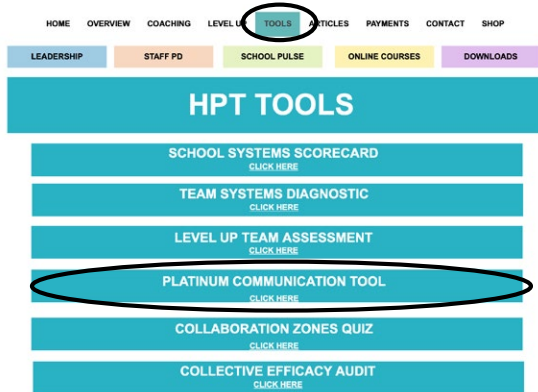 HOME OVERVIEW COACHING LEVEL UP TOOLS ARTICLES PAYMENTS CONTACT SHOP
LEADERSHIP STAFF PD SCHOOL PULSE ONLINE COURSES DOWNLOADS
HPT TOOLS
SCHOOL SYSTEMS SCORECARD
CLICK HERE
TEAM SYSTEMS DIAGNOSTIC
CLICK HERE
LEVEL UP TEAM ASSESSMENT
CLICK HERE
PLATINUM COMMUNICATION TOOL
CLICK HERE
COLLABORATION ZONES QUIZ
CLICK HERE
COLLECTIVE EFFICACY AUDIT
CLICK HERE